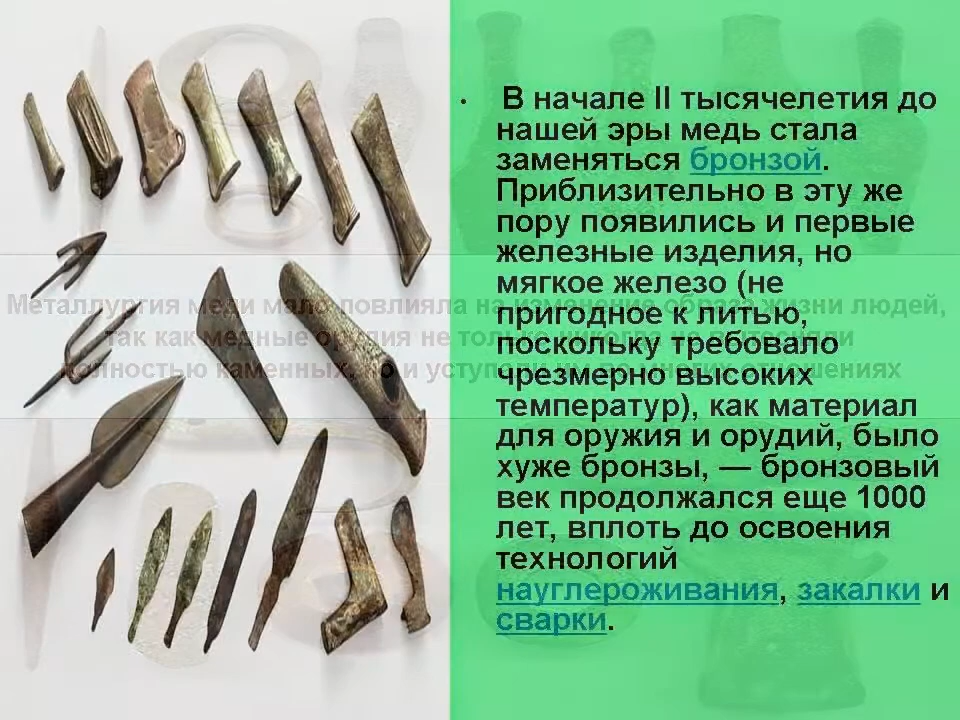 • В начале II тысячелетия до
нашей эры медь стала
заменяться бронзой.
Приблизительно в эту же
пору появились и первые
железные изделия, но
мягкое железо (не
пригодное к литью,
поскольку требовало
чрезмерно высоких
температур), как материал
для оружия и орудий, было
хуже бронзы, — бронзовый
век продолжался еще 1000
лет, вплоть до освоения
технологий
науглероживания, закалки и
сварки.
Металлургия меди мало повлияла на изменение образа жизни людей,
так как медные орудия не только
полностью каменных, но и уступали